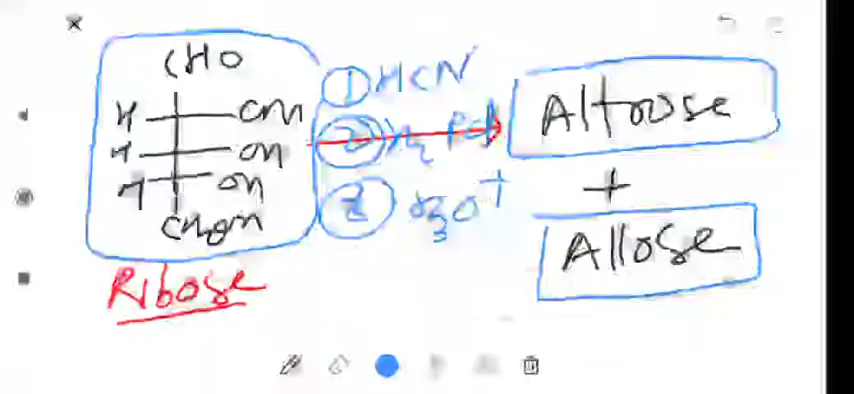 CHO
H OH
H OH
H OH
CH2OH
Ribose
① HCN
② H2 Pd
③ H3O+
Altrose
+
Allose